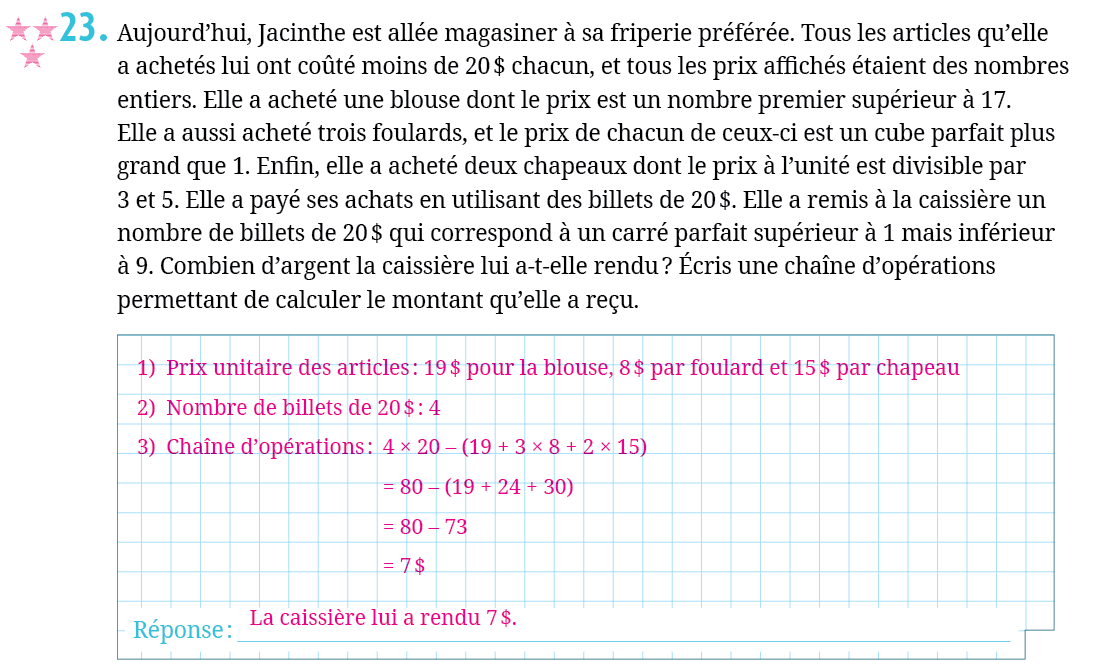 23. Aujourd’hui, Jacinthe est allée magasiner à sa friperie préférée. Tous les articles qu’elle
a achetés lui ont coûté moins de 20 $ chacun, et tous les prix affichés étaient des nombres
entiers. Elle a acheté une blouse dont le prix est un nombre premier supérieur à 17.
Elle a aussi acheté trois foulards, et le prix de chacun de ceux-ci est un cube parfait plus
grand que 1. Enfin, elle a acheté deux chapeaux dont le prix à l’unité est divisible par
3 et 5. Elle a payé ses achats en utilisant des billets de 20 $. Elle a remis à la caissière un
nombre de billets de 20 $ qui correspond à un carré parfait supérieur à 1 mais inférieur
à 9. Combien d’argent la caissière lui a-t-elle rendu ? Écris une chaîne d’opérations
permettant de calculer le montant qu’elle a reçu.
1) Prix unitaire des articles : 19 $ pour la blouse, 8 $ par foulard et 15 $ par chapeau
2) Nombre de billets de 20 $ : 4
3) Chaîne d’opérations : 4 × 20 – (19 + 3 × 8 + 2 × 15)
= 80 – (19 + 24 + 30)
= 80 – 73
= 7 $
Réponse : La caissière lui a rendu 7 $.